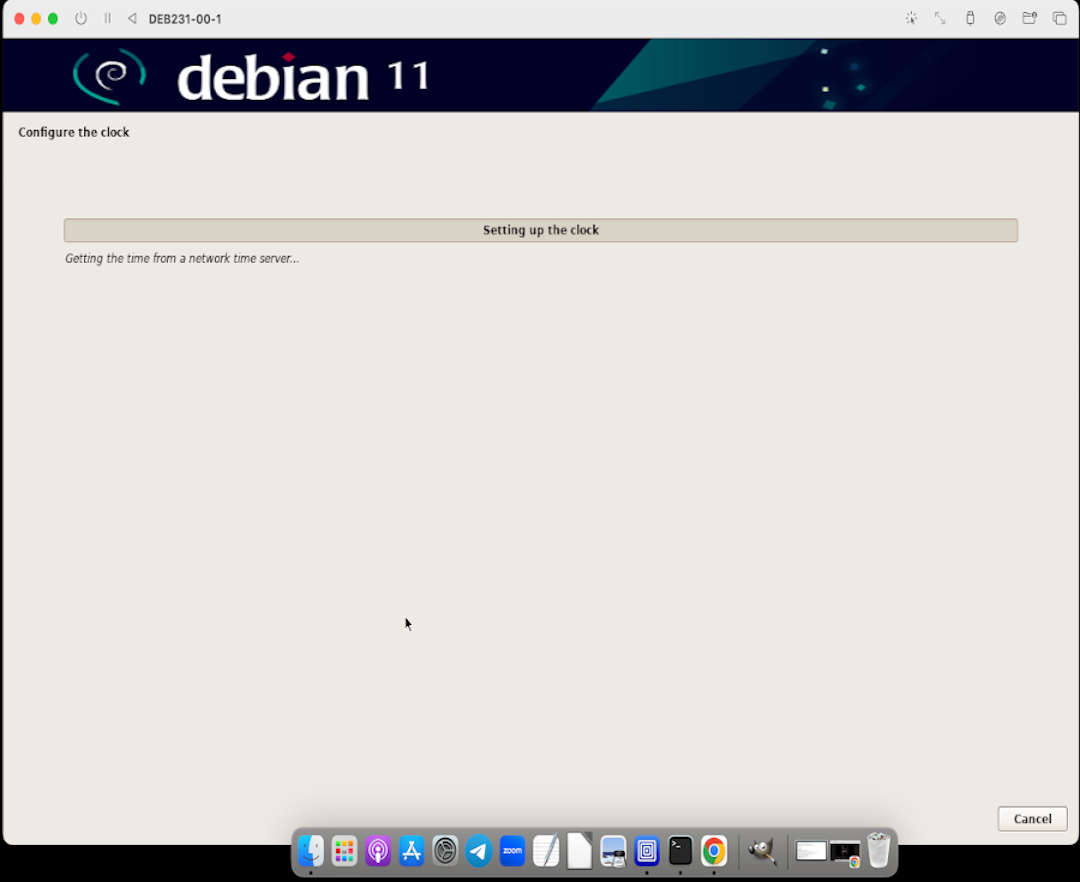 DEB231-00-1
debian 11
Configure the clock
Setting up the clock
Getting the time from a network time server...
Cancel
zoom